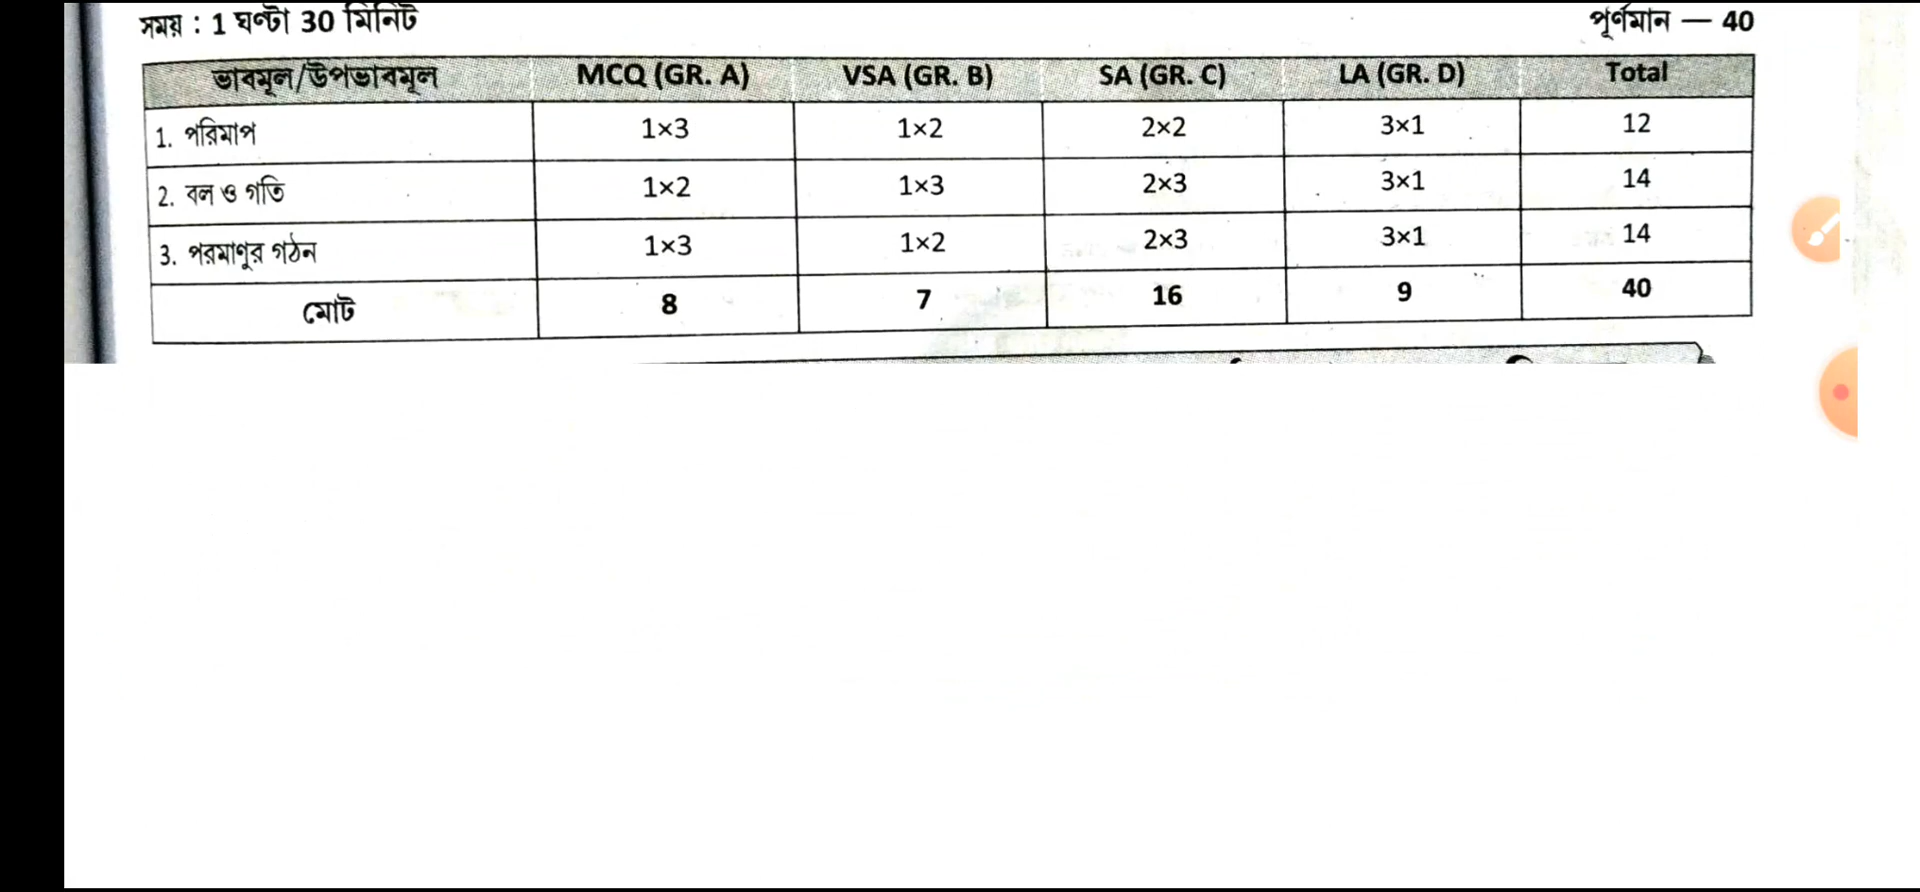 সময় : 1 ঘণ্টা 30 মিনিট পূর্ণমান — 40
ভাবমূল/উপভাবমূল MCQ (GR. A) VSA (GR. B) SA (GR. C) LA (GR. D) Total
1. পরিমাপ 1×3 1×2 2×2 3×1 12
2. বল ও গতি 1×2 1×3 2×3 3×1 14
3. পরমাণুর গঠন 1×3 1×2 2×3 3×1 14
মোট 8 7 16 9 40